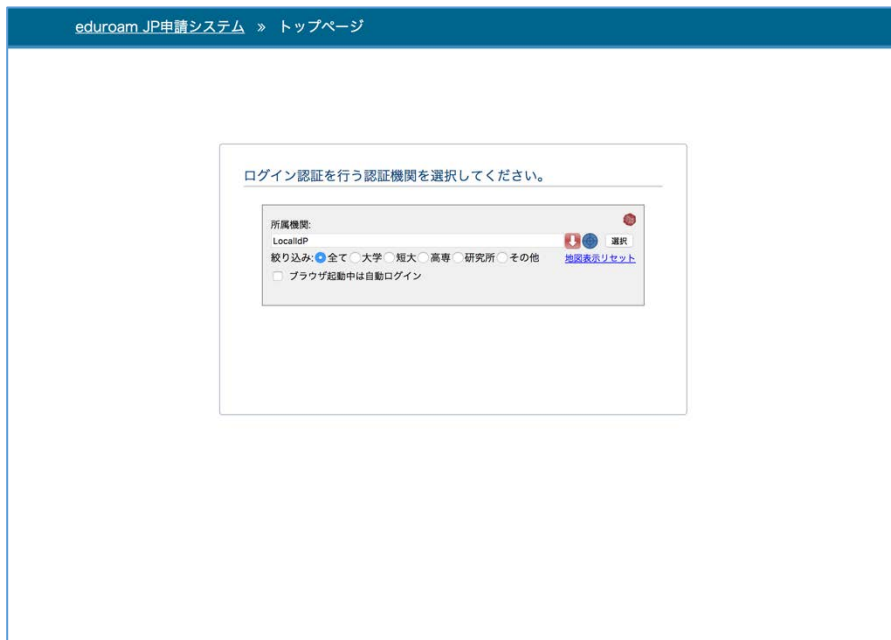 eduroam JP申請システム » トップページ
ログイン認証を行う認証機関を選択してください。
所属機関:
LocalIdP
選択
絞り込み: 全て 大学 短大 高専 研究所 その他 地図表示リセット
ブラウザ起動中は自動ログイン